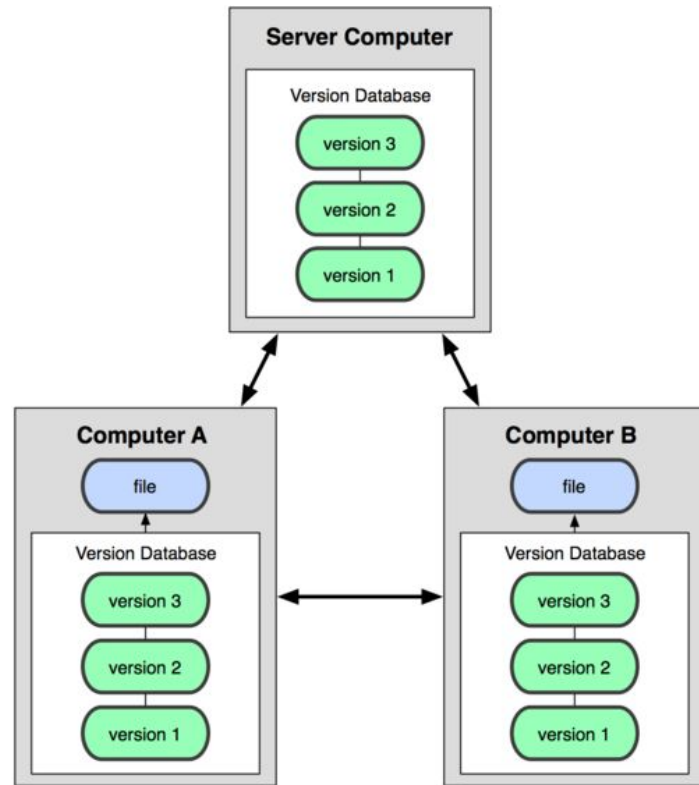 Server Computer
Version Database
version 3
version 2
version 1
Computer A
file
Version Database
version 3
version 2
version 1
Computer B
file
Version Database
version 3
version 2
version 1